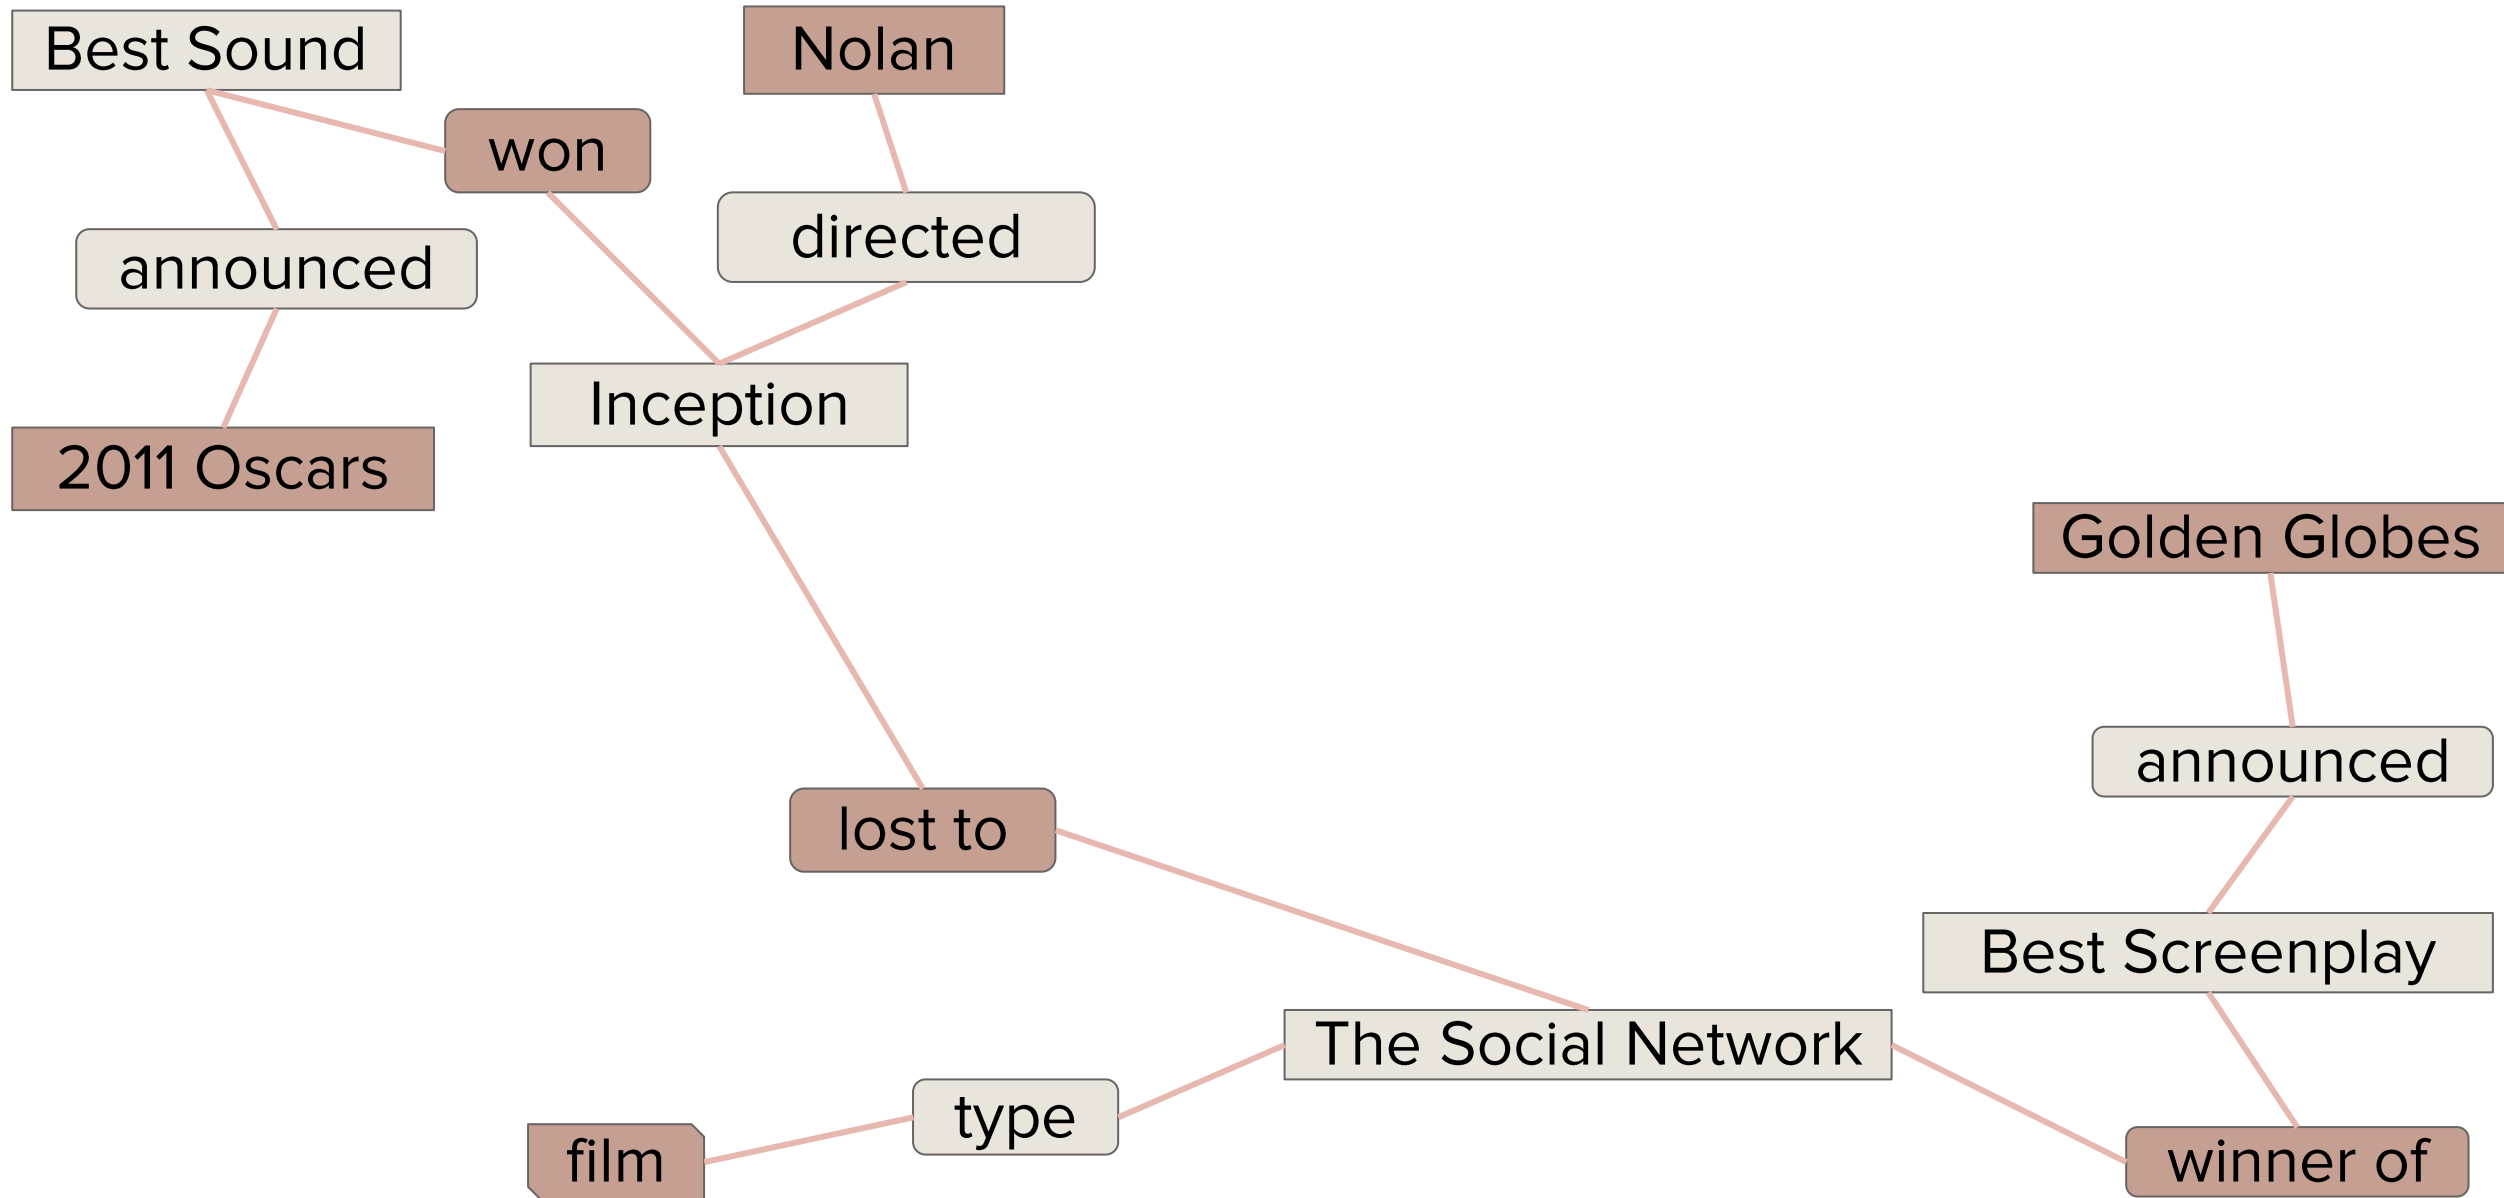 Best Sound
Nolan
won
directed
announced
Inception
2011 Oscars
Golden Globes
announced
lost to
Best Screenplay
The Social Network
type
film
winner of